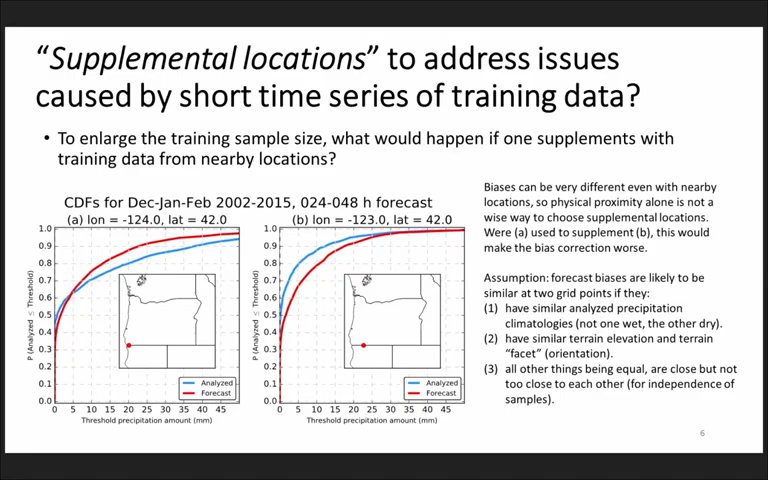 “Supplemental locations” to address issues
caused by short time series of training data?
• To enlarge the training sample size, what would happen if one supplements with
training data from nearby locations?
CDFs for Dec-Jan-Feb 2002-2015, 024-048 h forecast
(a) lon = -124.0, lat = 42.0
(b) lon = -123.0, lat = 42.0
P (Analyzed ≤ Threshold)
1.0
0.9
0.8
0.7
0.6
0.5
0.4
0.3
0.2
0.1
0.0
0 5 10 15 20 25 30 35 40 45
Threshold precipitation amount (mm)
Analyzed
Forecast
P (Analyzed ≤ Threshold)
1.0
0.9
0.8
0.7
0.6
0.5
0.4
0.3
0.2
0.1
0.0
0 5 10 15 20 25 30 35 40 45
Threshold precipitation amount (mm)
Analyzed
Forecast
Biases can be very different even with nearby
locations, so physical proximity alone is not a
wise way to choose supplemental locations.
Were (a) used to supplement (b), this would
make the bias correction worse.
Assumption: forecast biases are likely to be
similar at two grid points if they:
(1) have similar analyzed precipitation
climatologies (not one wet, the other dry).
(2) have similar terrain elevation and terrain
“facet” (orientation).
(3) all other things being equal, are close but not
too close to each other (for independence of
samples).
6